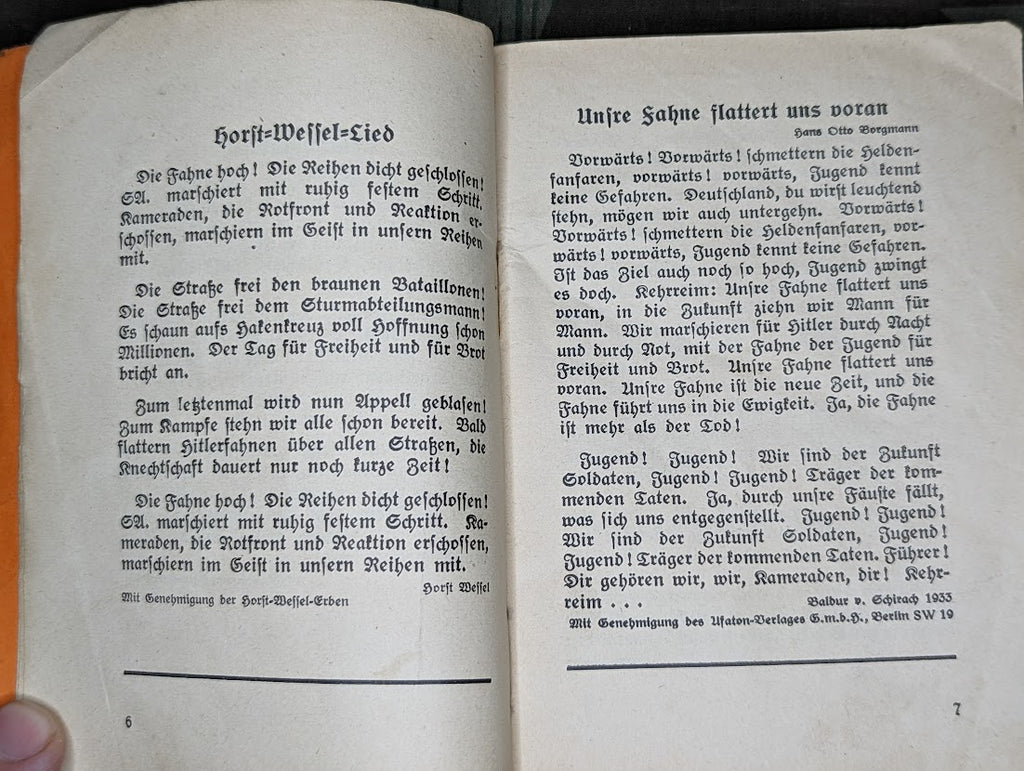 Horst-Wessel-Lied
Die Fahne hoch! Die Reihen dicht geschlossen!
SA. marschiert mit ruhig festem Schritt.
Kameraden, die Rotfront und Reaktion er-
schossen, marschiern im Geist in unsern Reihen
mit.
Die Straße frei den braunen Bataillonen!
Die Straße frei dem Sturmabteilungsmann!
Es schaun aufs Hakenkreuz voll Hoffnung schon
Millionen. Der Tag für Freiheit und für Brot
bricht an.
Zum letztenmal wird nun Appell geblasen!
Zum Kampfe stehn wir alle schon bereit. Bald
flattern Hitlerfahnen über allen Straßen, die
Knechtschaft dauert nur noch kurze Zeit!
Die Fahne hoch! Die Reihen dicht geschlossen!
SA. marschiert mit ruhig festem Schritt. Ka-
meraden, die Rotfront und Reaktion erschossen,
marschiern im Geist in unsern Reihen mit.
Horst Wessel
Mit Genehmigung der Horst-Wessel-Erben
6
Unsre Fahne flattert uns voran
Hans Otto Borgmann
Vorwärts! Vorwärts! schmettern die Helden-
fanfaren, vorwärts! vorwärts, Jugend kennt
keine Gefahren. Deutschland, du wirst leuchtend
stehn, mögen wir auch untergehn. Vorwärts!
Vorwärts! schmettern die Heldenfanfaren, vor-
wärts! vorwärts, Jugend kennt keine Gefahren.
Ist das Ziel auch noch so hoch, Jugend zwingt
es doch. Kehrreim: Unsre Fahne flattert uns
voran, in die Zukunft ziehn wir Mann für
Mann. Wir marschieren für Hitler durch Nacht
und durch Not, mit der Fahne der Jugend für
Freiheit und Brot. Unsre Fahne flattert uns
voran. Unsre Fahne ist die neue Zeit, und die
Fahne führt uns in die Ewigkeit. Ja, die Fahne
ist mehr als der Tod!
Jugend! Jugend! Wir sind der Zukunft
Soldaten, Jugend! Jugend! Träger der kom-
menden Taten. Ja, durch unsre Fäuste fällt,
was sich uns entgegenstellt. Jugend! Jugend!
Wir sind der Zukunft Soldaten, Jugend!
Jugend! Träger der kommenden Taten. Führer!
Dir gehören wir, wir, Kameraden, dir! Kehr-
reim . . .
Baldur v. Schirach 1933
Mit Genehmigung des Ufaton-Verlages G.m.b.H., Berlin SW 19
7